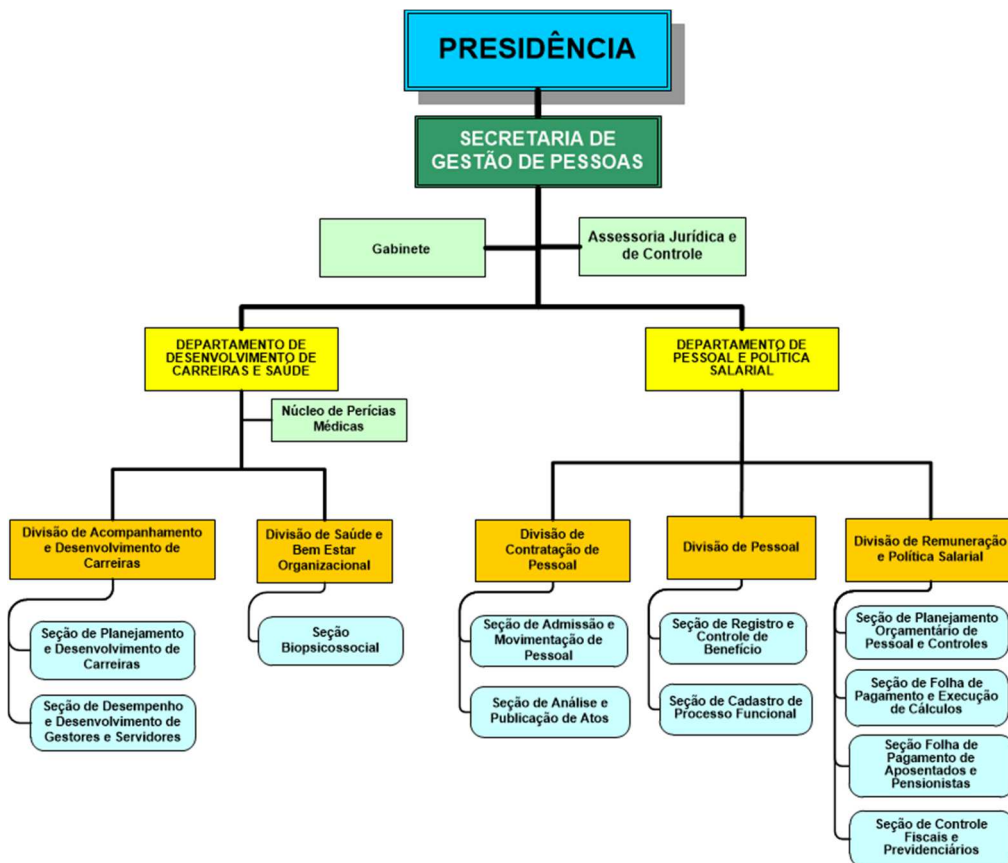 PRESIDÊNCIA
SECRETARIA DE
GESTÃO DE PESSOAS
Gabinete
Assessoria Jurídica e
de Controle
DEPARTAMENTO DE
DESENVOLVIMENTO DE
CARREIRAS E SAÚDE
DEPARTAMENTO DE
PESSOAL E POLÍTICA
SALARIAL
Núcleo de Perícias
Médicas
Divisão de Acompanhamento
e Desenvolvimento de
Carreiras
Divisão de Saúde e
Bem Estar
Organizacional
Divisão de
Contratação de
Pessoal
Divisão de Pessoal
Divisão de Remuneração
e Política Salarial
Seção de Planejamento
e Desenvolvimento de
Carreiras
Seção de Desempenho
e Desenvolvimento de
Gestores e Servidores
Seção
Biopsicossocial
Seção de Admissão e
Movimentação de
Pessoal
Seção de Análise e
Publicação de Atos
Seção de Registro e
Controle de
Benefício
Seção de Cadastro de
Processo Funcional
Seção de Planejamento
Orçamentário de
Pessoal e Controles
Seção de Folha de
Pagamento e Execução
de Cálculos
Seção Folha de
Pagamento de
Aposentados e
Pensionistas
Seção de Controle
Fiscais e
Previdenciários